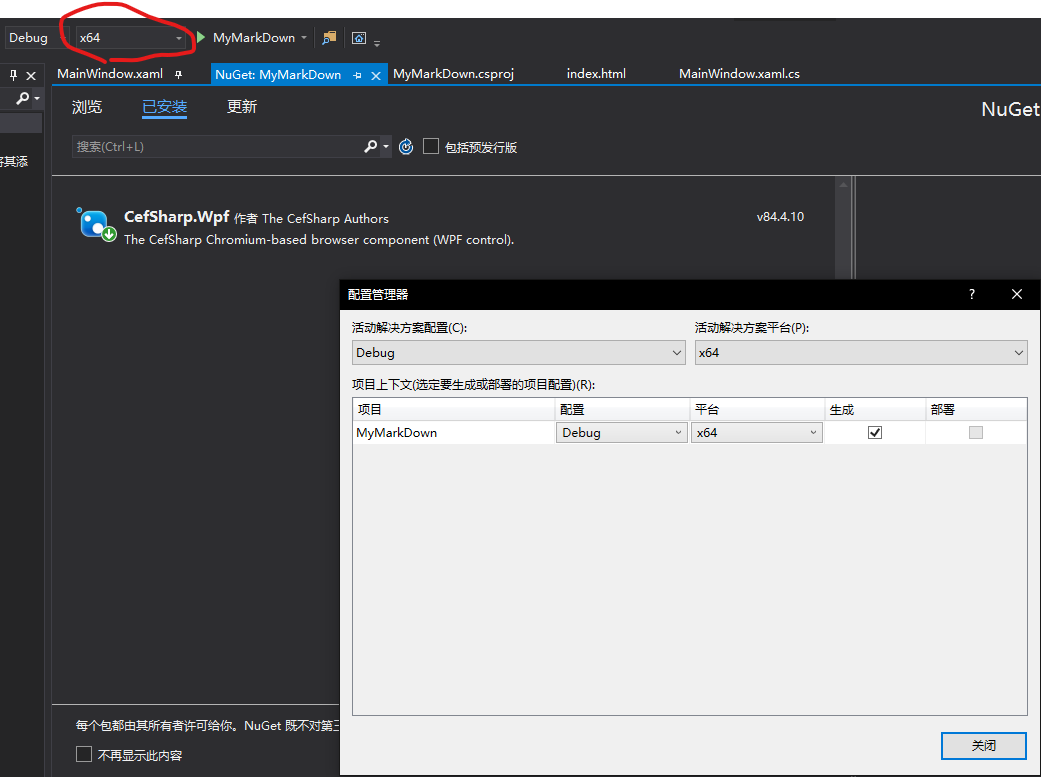 Debug x64 MyMarkDown
MainWindow.xaml NuGet: MyMarkDown MyMarkDown.csproj index.html MainWindow.xaml.cs
浏览 已安装 更新 NuGet
搜索(Ctrl+L) 包括预发行版
将其添
CefSharp.Wpf 作者 The CefSharp Authors v84.4.10
The CefSharp Chromium-based browser component (WPF control).
配置管理器 ?
活动解决方案配置(C): 活动解决方案平台(P):
Debug x64
项目上下文(选定要生成或部署的项目配置)(R):
项目 配置 平台 生成 部署
MyMarkDown Debug x64
每个包都由其所有者许可给你。NuGet 既不对第三
不再显示此内容
关闭